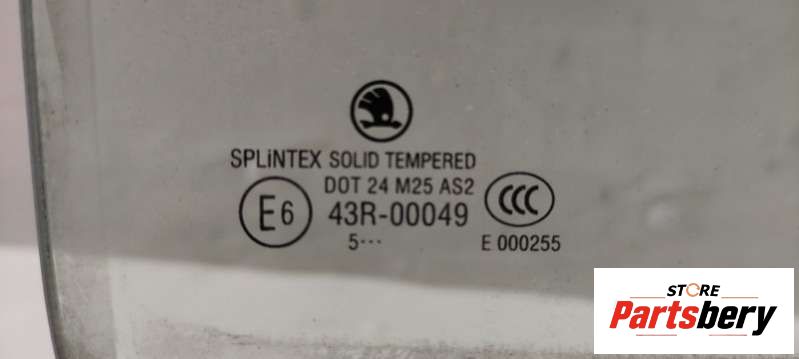 SPLiNTEX SOLID TEMPERED
DOT 24 M25 AS2
E6 43R-00049 CCC
5··· E 000255
STORE
Partsbery